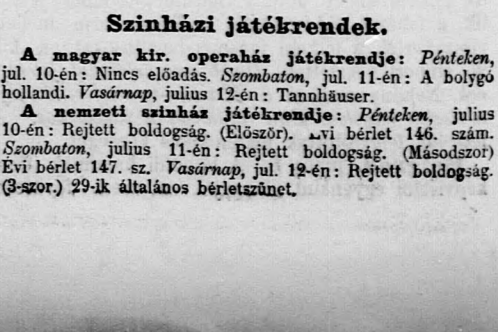 Szinházi játékrendek.
A magyar kir. operaház játékrendje: Pénteken,
jul. 10-én: Nincs előadás. Szombaton, jul. 11-én: A bolygó
hollandi. Vasárnap, julius 12-én: Tannhäuser.
A nemzeti szinház játékrendje: Pénteken, julius
10-én: Rejtett boldogság. (Először). bérlet 146. szám.
Szombaton, julius 11-én: Rejtett boldogság. (Másodszor)
Évi bérlet 147. sz. Vasárnap, jul. 12-én: Rejtett boldogság.
(3-szor.) 29-ik általános bérletszünet.